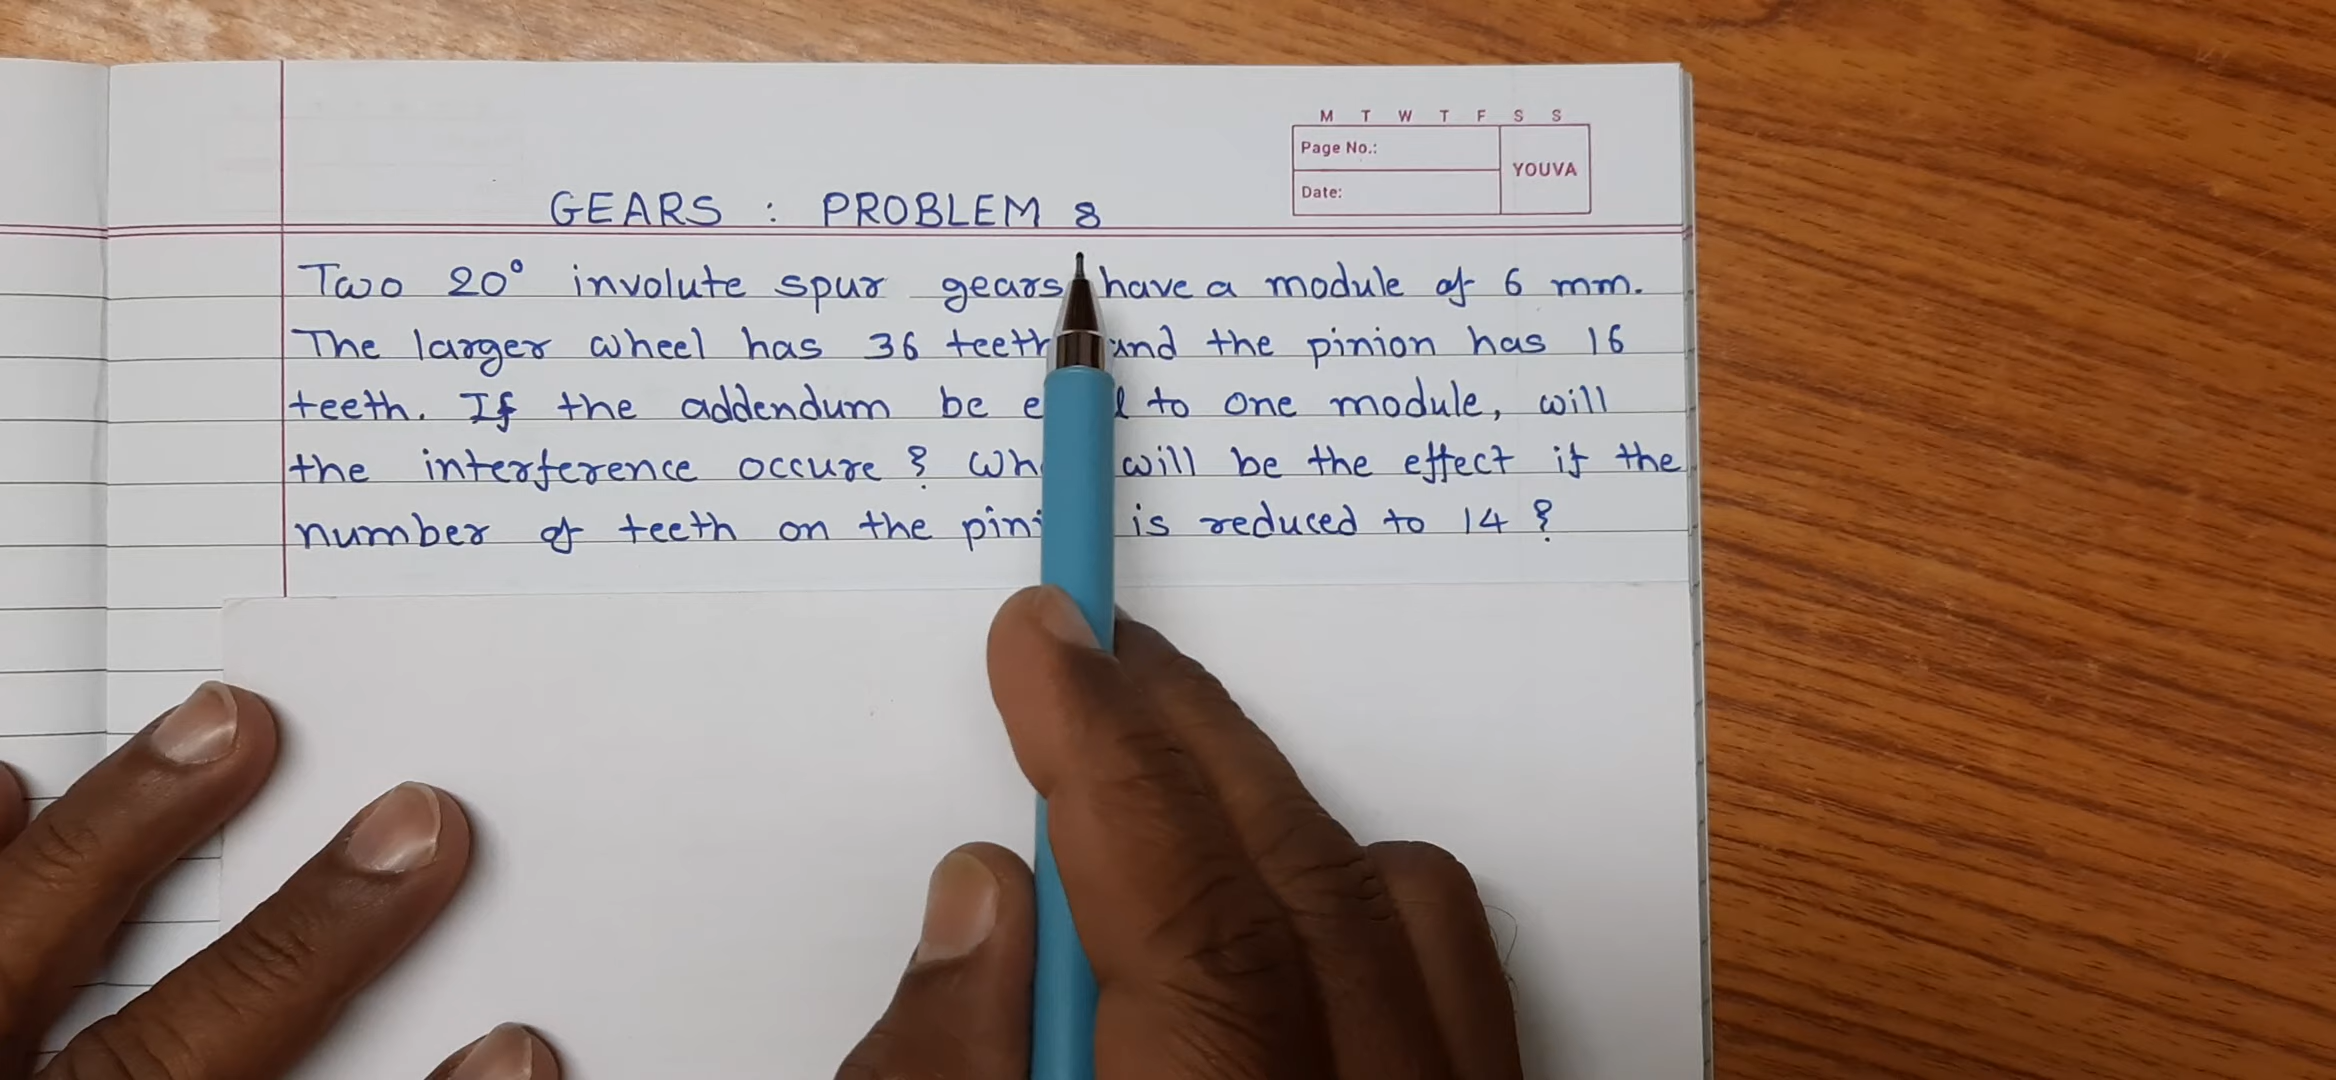 M T W T F S S
Page No.:
YOUVA
Date:
GEARS : PROBLEM 8
Two 20° involute spur gears have a module of 6 mm.
The larger wheel has 36 teeth and the pinion has 16
teeth. If the addendum be to one module, will
the interference occure ? will be the effect if the
number of teeth on the is reduced to 14 ?